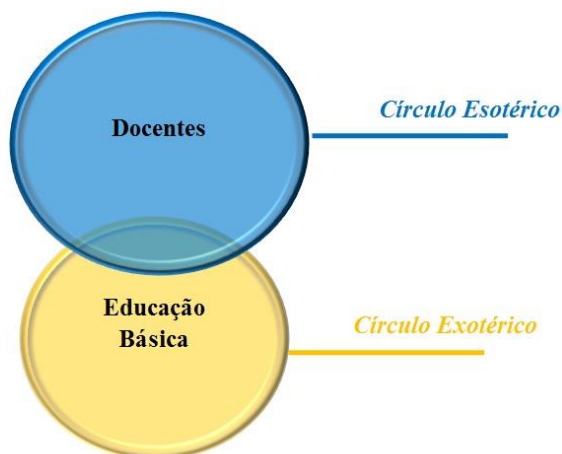 Docentes
Círculo Esotérico
Educação
Básica
Círculo Exotérico